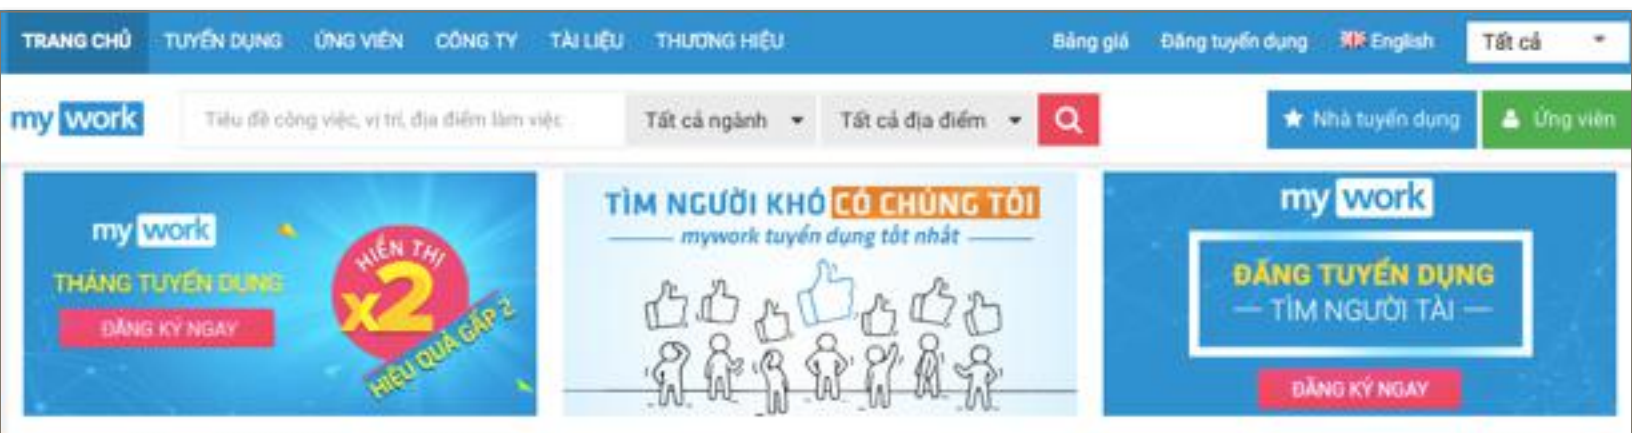 TRANG CHỦ TUYỂN DỤNG ỨNG VIÊN CÔNG TY TÀI LIỆU THƯƠNG HIỆU Bảng giá Đăng tuyển dụng English Tất cả
my work Tiêu đề công việc, vị trí, địa điểm làm việc Tất cả ngành Tất cả địa điểm Nhà tuyển dụng Ứng viên
my work
THÁNG TUYỂN DỤNG
ĐĂNG KÝ NGAY
HIỂN THỊ
x2
HIỆU QUẢ GẤP 2
TÌM NGƯỜI KHÓ CÓ CHÚNG TÔI
mywork tuyển dụng tốt nhất
my work
ĐĂNG TUYỂN DỤNG
TÌM NGƯỜI TÀI
ĐĂNG KÝ NGAY